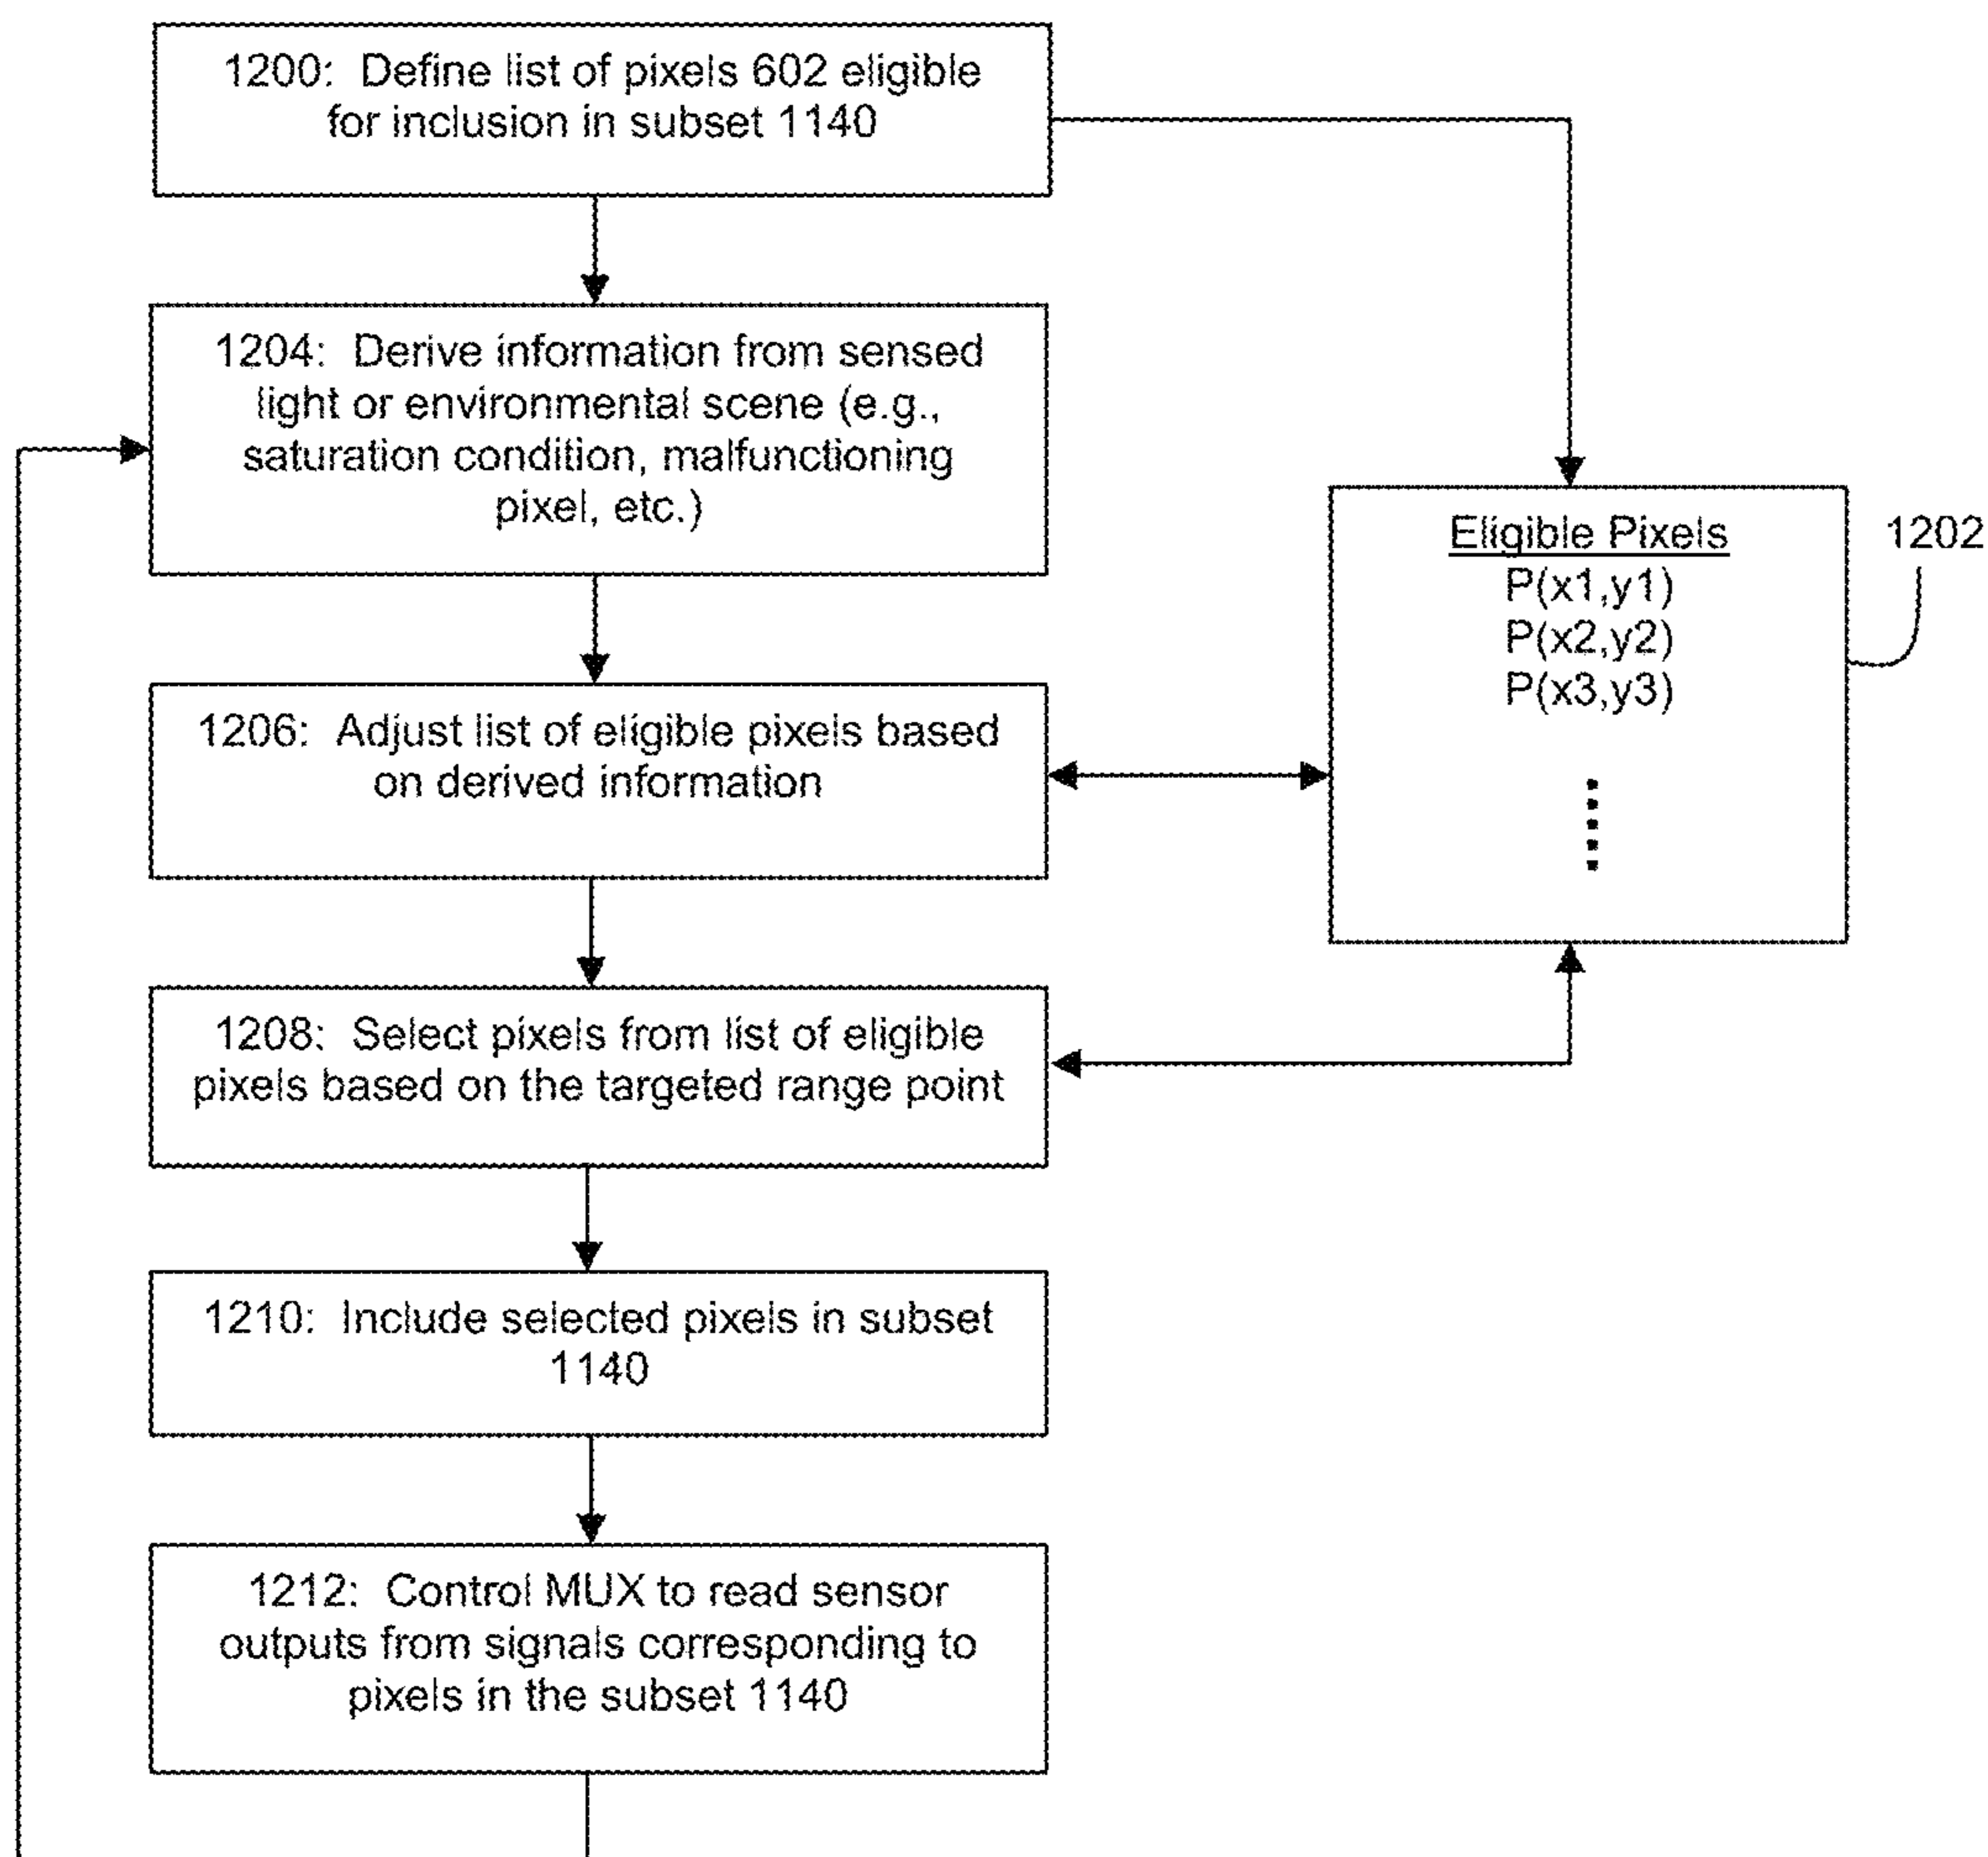 1200: Define list of pixels 602 eligible
for inclusion in subset 1140
1204: Derive information from sensed
light or environmental scene (e.g.,
saturation condition, malfunctioning
pixel, etc.)
Eligible Pixels
P(x1,y1)
P(x2,y2)
P(x3,y3)
1202
1206: Adjust list of eligible pixels based
on derived information
1208: Select pixels from list of eligible
pixels based on the targeted range point
1210: Include selected pixels in subset
1140
1212: Control MUX to read sensor
outputs from signals corresponding to
pixels in the subset 1140